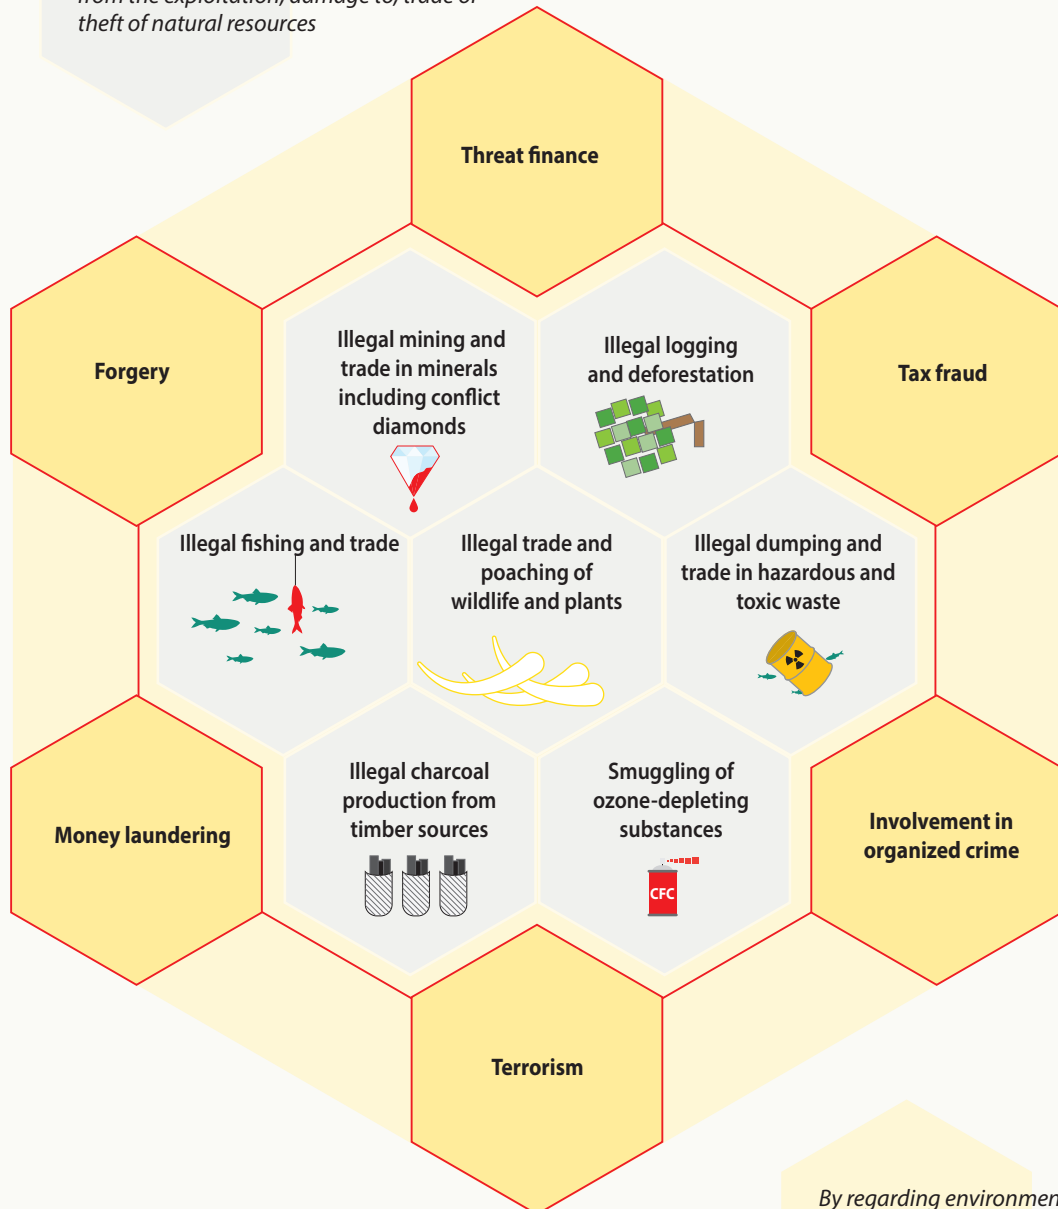 from the exploitation, damage to, trade or
theft of natural resources
Threat finance
Forgery
Illegal mining and
trade in minerals
including conflict
diamonds
Illegal logging
and deforestation
Tax fraud
Illegal fishing and trade
Illegal trade and
poaching of
wildlife and plants
Illegal dumping and
trade in hazardous and
toxic waste
Money laundering
Illegal charcoal
production from
timber sources
Smuggling of
ozone-depleting
substances
CFC
Involvement in
organized crime
Terrorism
By regarding environmen